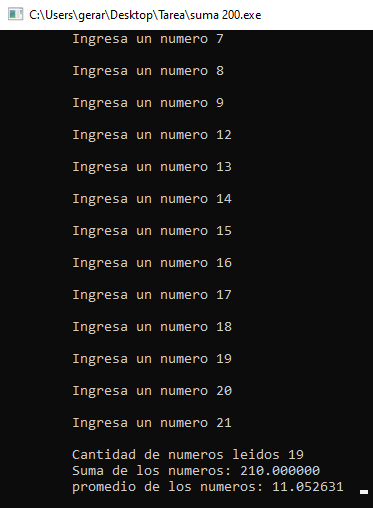 C:\Users\gerar\Desktop\Tarea\suma 200.exe
Ingresa un numero 7
Ingresa un numero 8
Ingresa un numero 9
Ingresa un numero 12
Ingresa un numero 13
Ingresa un numero 14
Ingresa un numero 15
Ingresa un numero 16
Ingresa un numero 17
Ingresa un numero 18
Ingresa un numero 19
Ingresa un numero 20
Ingresa un numero 21
Cantidad de numeros leidos 19
Suma de los numeros: 210.000000
promedio de los numeros: 11.052631